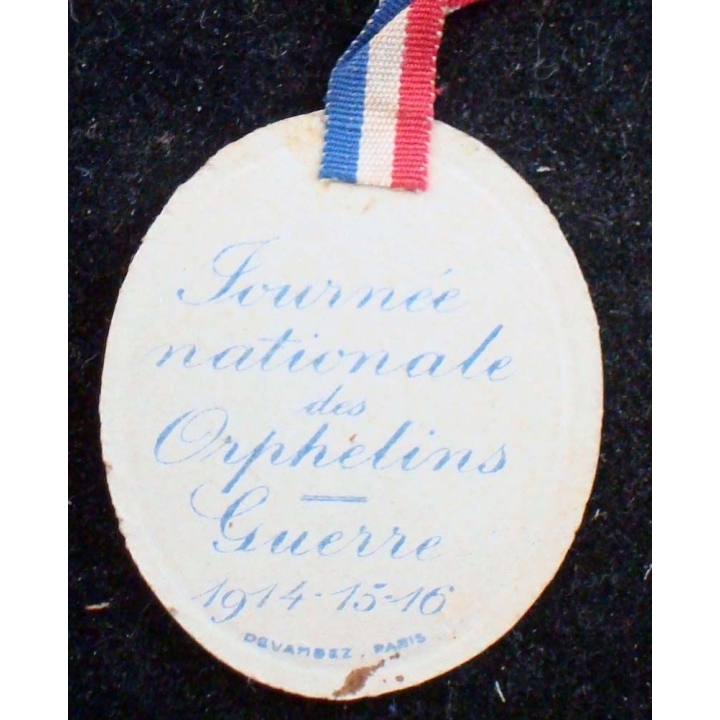 Journée
nationale
des
Orphelins
Guerre
1914-15-16
DEVAMBEZ. PARIS